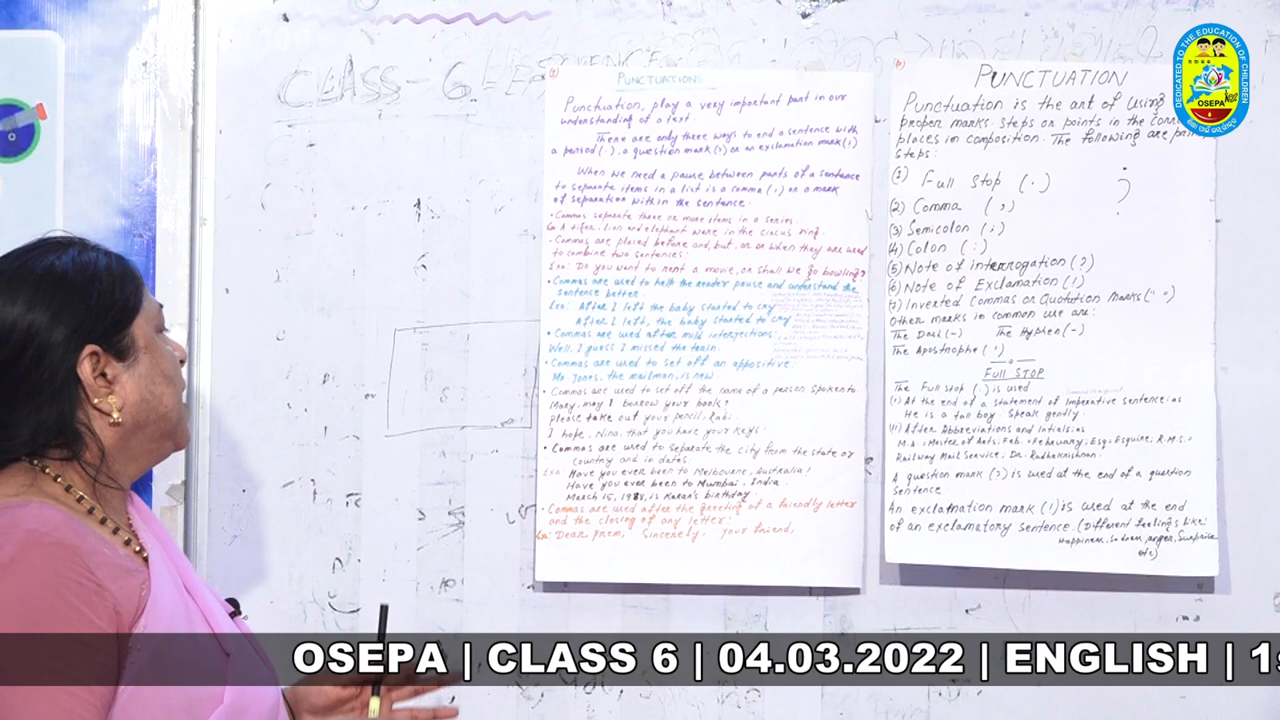 CLASS - 6
(1)
PUNCTUATIONS
Punctuation, play a very important part in our
understanding of a text.
There are only three ways to end a sentence with
a period (.), a question mark (?) or an exclamation mark (!)
When we need a pause between parts of a sentence
to separate items in a list is a comma (,) or a mark
of separation within the sentence.
• Commas separate three or more items in a series.
Ex: A tiger, lion and elephant were in the circus ring.
• Commas are placed before and, but, or or when they are used
to combine two sentences.
Exa: Do you want to rent a movie, or shall we go bowling?
• Commas are used to help the reader pause and understand the
sentence better.
Exa: After I left the baby started to cry
After I left, the baby started to cry
• Commas are used after mild interjections.
Well, I guess I missed the train.
• Commas are used to set off an appositive.
Mr. Jones, the mailman, is new
• Commas are used to set off the name of a person spoken to.
Mary, may I borrow your book?
Please take out your pencil, Rabi.
I hope, Nina, that you have your keys.
• Commas are used to separate the city from the state or
country and in dates.
Exa: Have you ever been to Melbourne, Australia?
Have you ever been to Mumbai, India.
March 15, 1988, is Karan's birthday.
• Commas are used after the greeting of a friendly letter
and the closing of any letter:
Ex: Dear Prem, Sincerely, Your friend,
PUNCTUATION
Punctuation is the art of using
proper marks. steps or points in the
places in composition. The following are
steps:
(1) Full Stop (.)
(2) Comma (,)
(3) Semicolon (;)
(4) Colon (:)
(5) Note of interrogation (?)
(6) Note of Exclamation (!)
(7) Inverted Commas or Quotation marks (" ")
Other marks in common use are:
The Dash (–) The Hyphen (-)
The Apostrophe (')
Full STOP
The Full stop (.) is used
(i) At the end of a statement of Imperative sentence: as
He is a tall boy. Speak gently.
(ii) After Abbreviations and Intials: as
M.A. = Master of Arts; Feb. = February; Esq. = Esquire, R.M.S. =
Railway Mail Service; Dr. Radhakrishnan.
A question mark (?) is used at the end of a question
sentence
An exclamation mark (!) is used at the end
of an exclamatory sentence. (Different feelings like:
Happiness, Sadness, anger, Surprise
etc)
DEDICATED TO THE EDUCATION OF CHILDREN
OSEPA
OSEPA | CLASS 6 | 04.03.2022 | ENGLISH | 1s